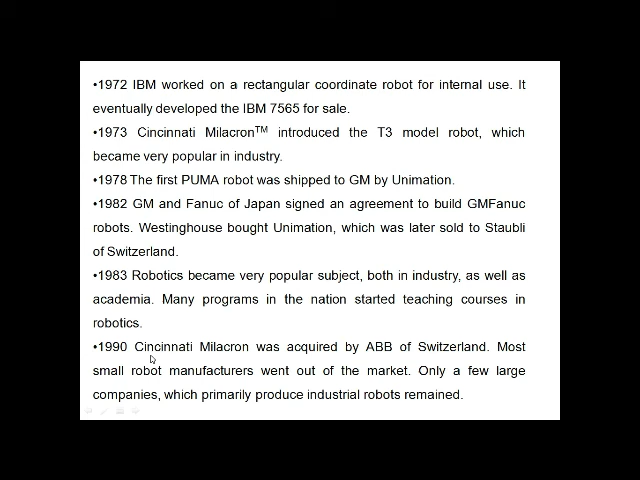 •1972 IBM worked on a rectangular coordinate robot for internal use. It
eventually developed the IBM 7565 for sale.
•1973 Cincinnati Milacron™ introduced the T3 model robot, which
became very popular in industry.
•1978 The first PUMA robot was shipped to GM by Unimation.
•1982 GM and Fanuc of Japan signed an agreement to build GMFanuc
robots. Westinghouse bought Unimation, which was later sold to Staubli
of Switzerland.
•1983 Robotics became very popular subject, both in industry, as well as
academia. Many programs in the nation started teaching courses in
robotics.
•1990 Cincinnati Milacron was acquired by ABB of Switzerland. Most
small robot manufacturers went out of the market. Only a few large
companies, which primarily produce industrial robots remained.